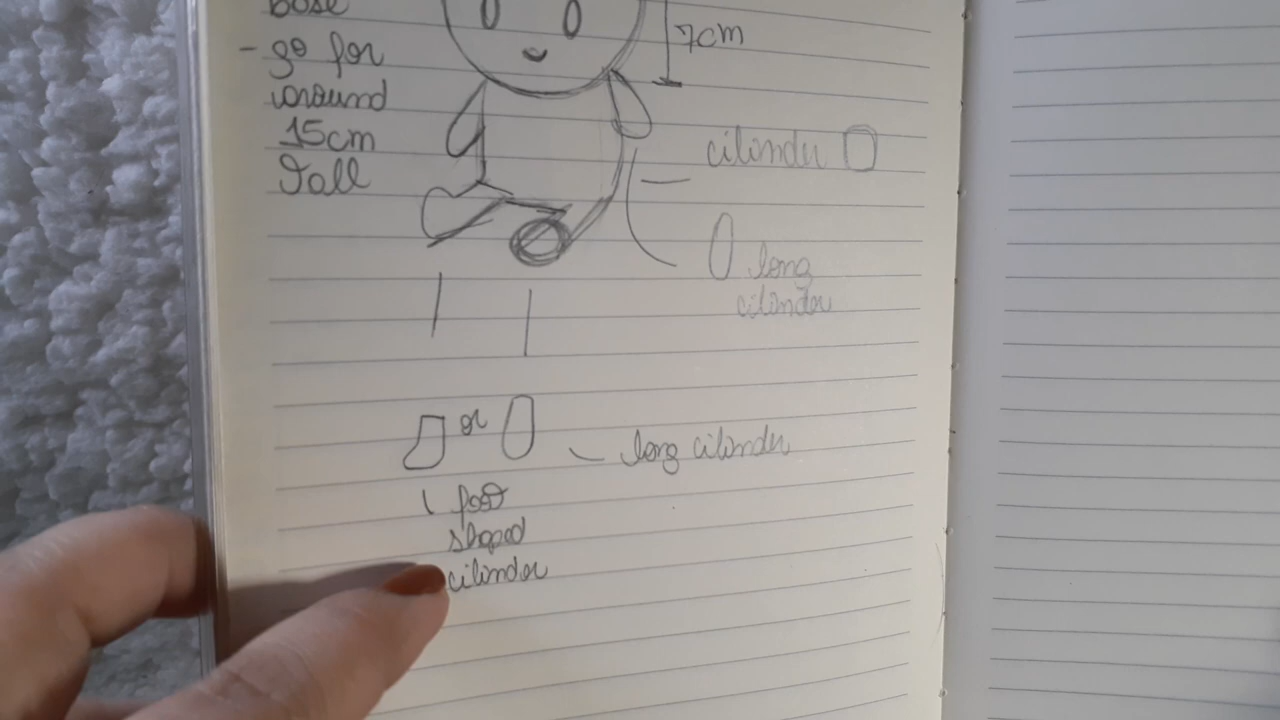 base
- go for
around
15cm
Tall
7cm
cilinder
long
cilinder
or
long cilinder
foot
shaped
cilinder